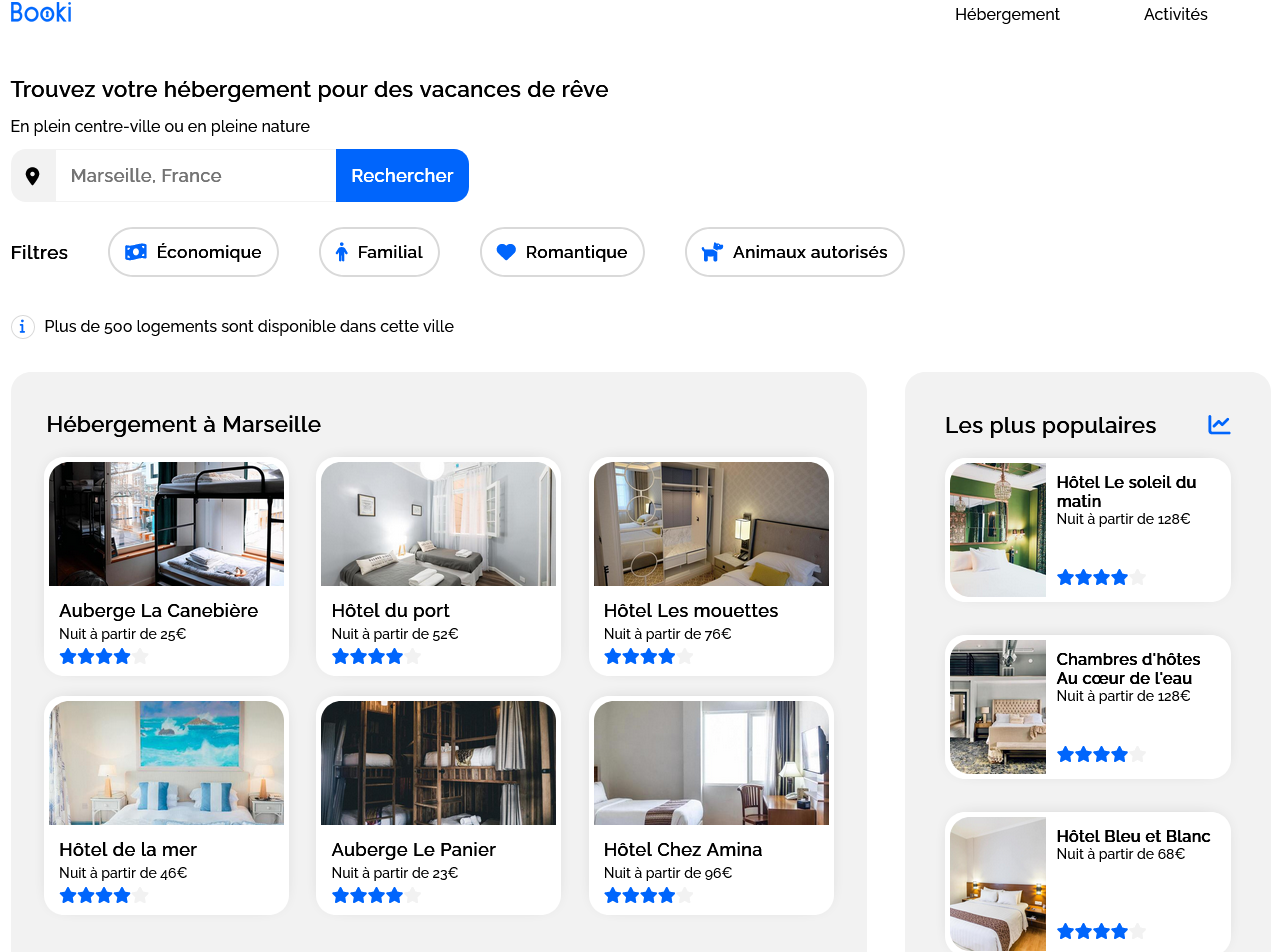 Booki
Hébergement
Activités
Trouvez votre hébergement pour des vacances de rêve
En plein centre-ville ou en pleine nature
Marseille, France
Rechercher
Filtres
Économique
Familial
Romantique
Animaux autorisés
Plus de 500 logements sont disponible dans cette ville
Hébergement à Marseille
Auberge La Canebière
Nuit à partir de 25€
Hôtel du port
Nuit à partir de 52€
Hôtel Les mouettes
Nuit à partir de 76€
Hôtel de la mer
Nuit à partir de 46€
Auberge Le Panier
Nuit à partir de 23€
Hôtel Chez Amina
Nuit à partir de 96€
Les plus populaires
Hôtel Le soleil du
matin
Nuit à partir de 128€
Chambres d'hôtes
Au cœur de l'eau
Nuit à partir de 128€
Hôtel Bleu et Blanc
Nuit à partir de 68€